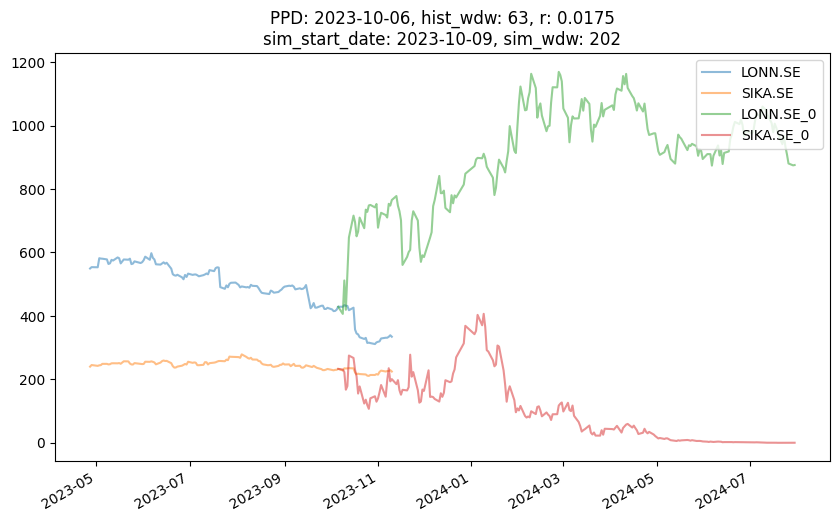 PPD: 2023-10-06, hist_wdw: 63, r: 0.0175
sim_start_date: 2023-10-09, sim_wdw: 202
1200
1000
800
600
400
200
0
LONN.SE
SIKA.SE
LONN.SE_0
SIKA.SE_0
2023-05
2023-07
2023-09
2023-11
2024-01
2024-03
2024-05
2024-07